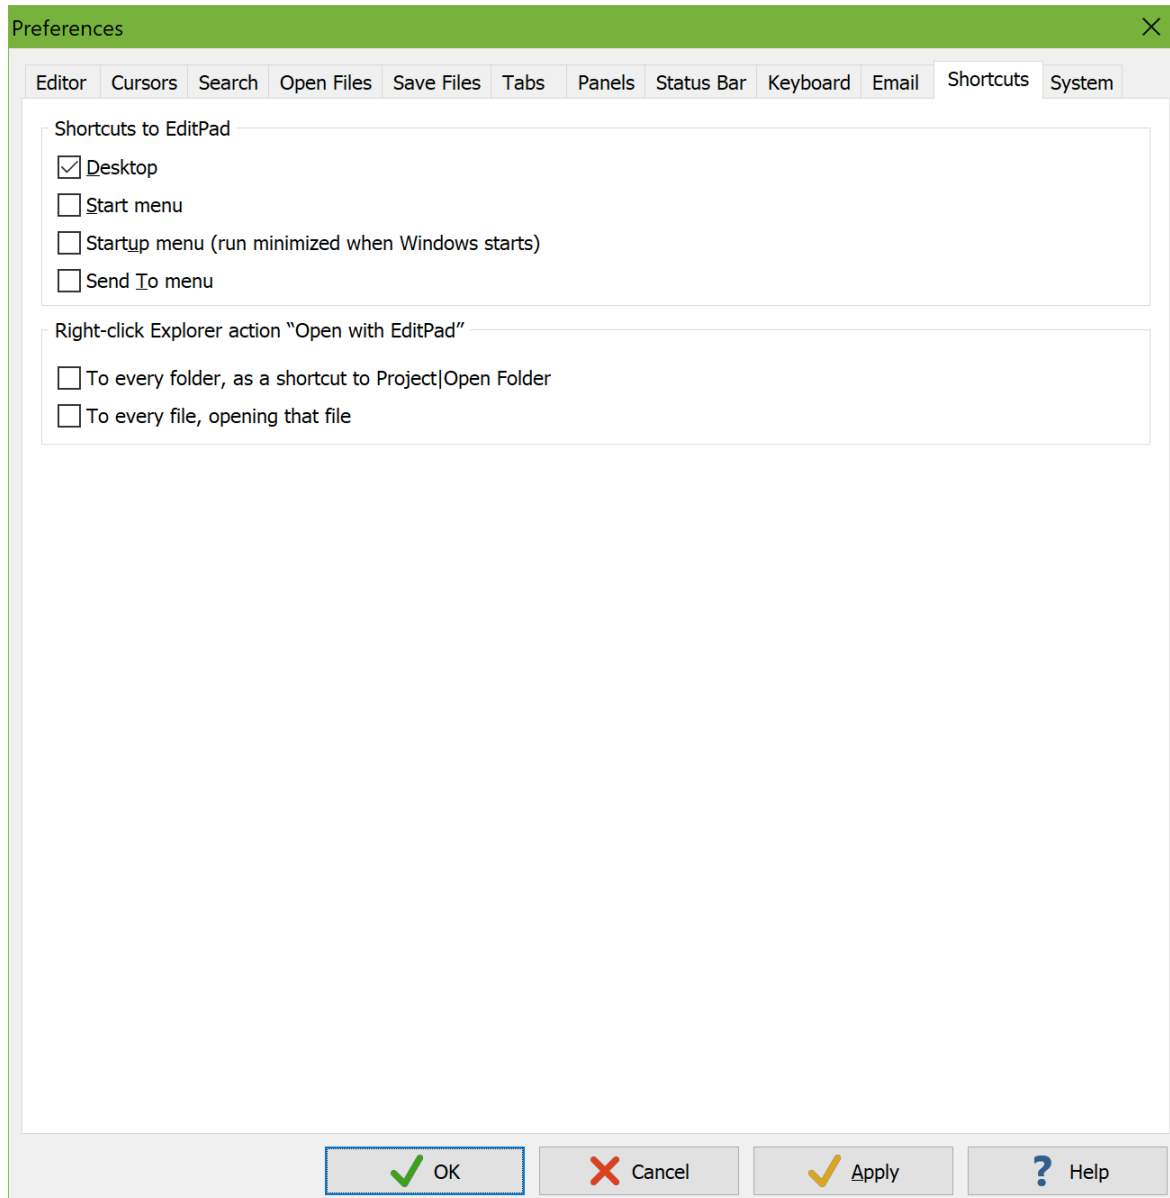 Preferences
Editor Cursors Search Open Files Save Files Tabs Panels Status Bar Keyboard Email Shortcuts System
Shortcuts to EditPad
Desktop
Start menu
Startup menu (run minimized when Windows starts)
Send To menu
Right-click Explorer action “Open with EditPad”
To every folder, as a shortcut to Project|Open Folder
To every file, opening that file
OK Cancel Apply Help